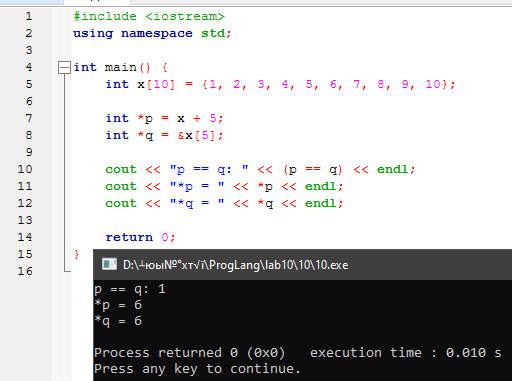 1 #include <iostream>
2 using namespace std;
3
4 int main() {
5 int x[10] = {1, 2, 3, 4, 5, 6, 7, 8, 9, 10};
6
7 int *p = x + 5;
8 int *q = &x[5];
9
10 cout << "p == q: " << (p == q) << endl;
11 cout << "*p = " << *p << endl;
12 cout << "*q = " << *q << endl;
13
14 return 0;
15 }
16
D:\┴юы№°хт√ї\ProgLang\lab10\10\10.exe
p == q: 1
*p = 6
*q = 6
Process returned 0 (0x0) execution time : 0.010 s
Press any key to continue.